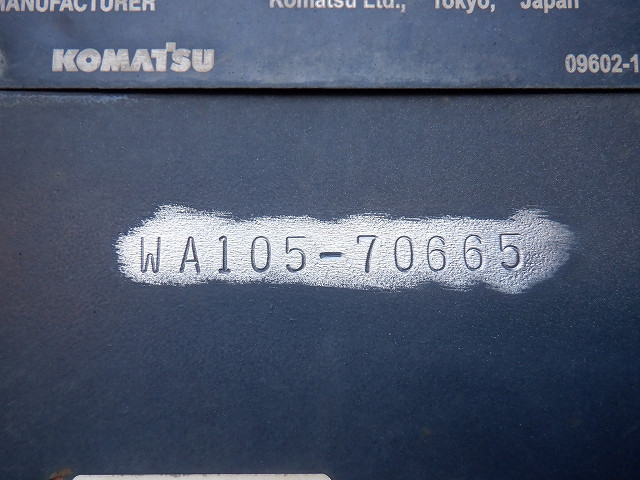 MANUFACTURER Komatsu Ltd., Tokyo, Japan
KOMATSU 09602-1
WA105-70665